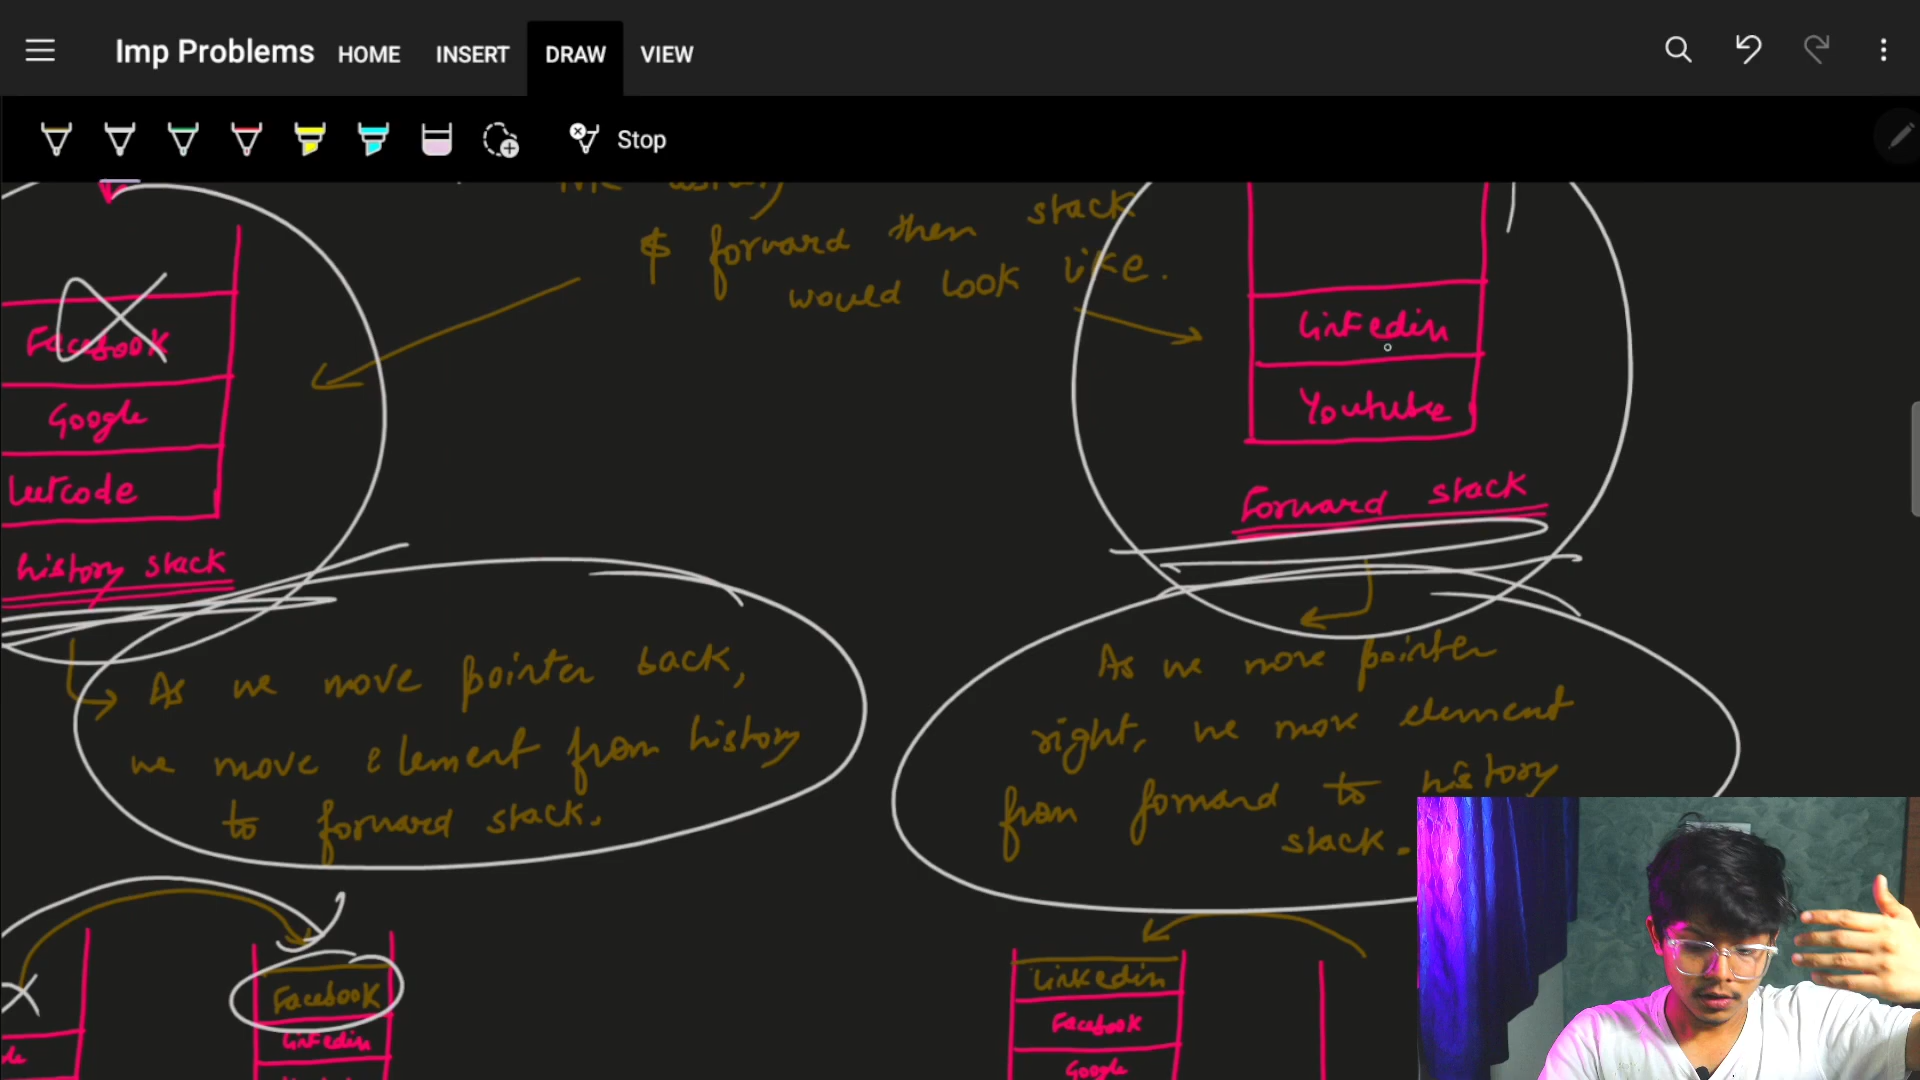 Imp Problems HOME INSERT DRAW VIEW
Stop
stack
& forward then
would look like.
Facebook
Google
Leetcode
history stack
Linkedin
Youtube
Forward stack
As we move pointer back,
we move element from history
to forward stack.
As we move pointer
right, we move element
from forward to history
stack.
Facebook
Linkedin
Linkedin
Facebook
Google